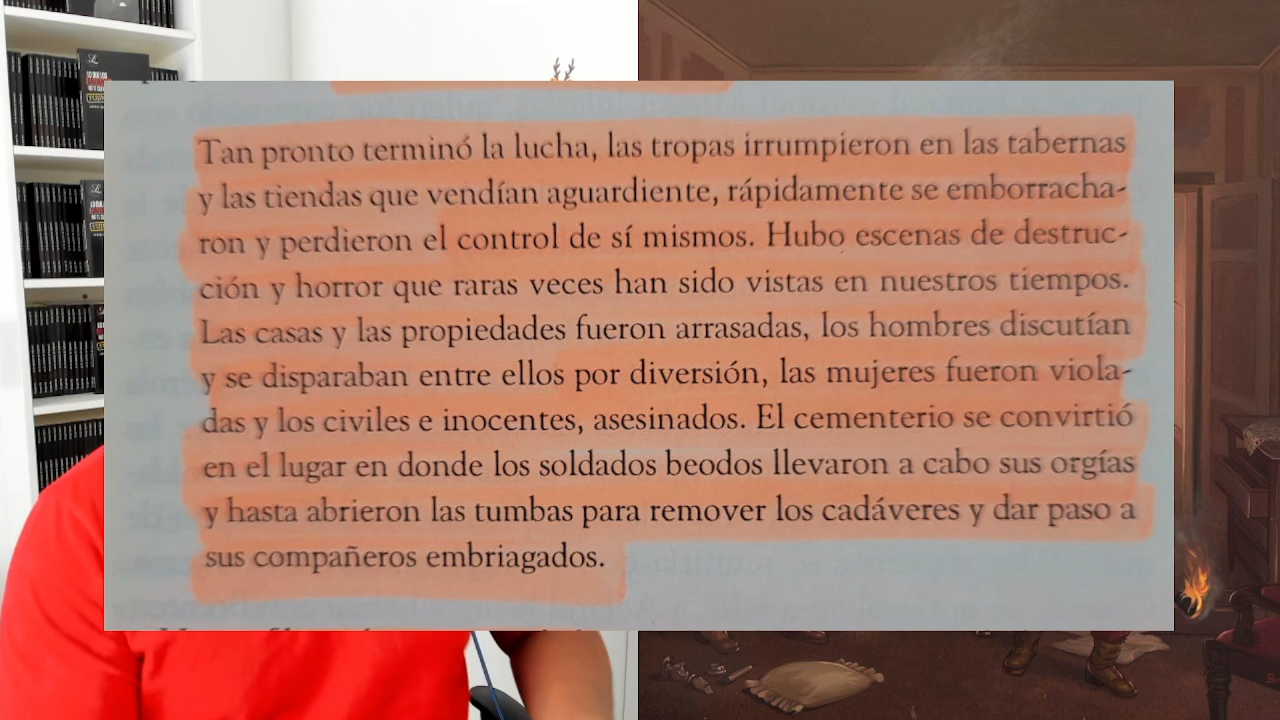 Tan pronto terminó la lucha, las tropas irrumpieron en las tabernas
y las tiendas que vendían aguardiente, rápidamente se emborracha-
ron y perdieron el control de sí mismos. Hubo escenas de destruc-
ción y horror que raras veces han sido vistas en nuestros tiempos.
Las casas y las propiedades fueron arrasadas, los hombres discutían
y se disparaban entre ellos por diversión, las mujeres fueron viola-
das y los civiles e inocentes, asesinados. El cementerio se convirtió
en el lugar en donde los soldados beodos llevaron a cabo sus orgías
y hasta abrieron las tumbas para remover los cadáveres y dar paso a
sus compañeros embriagados.